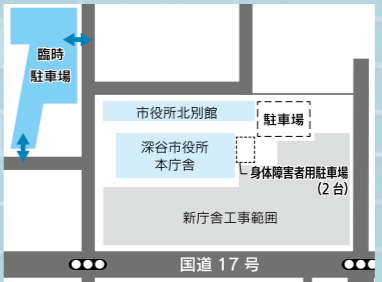 臨時
駐車場
市役所北別館
駐車場
深谷市役所
本庁舎
身体障害者用駐車場
(2台)
新庁舎工事範囲
国道 17 号